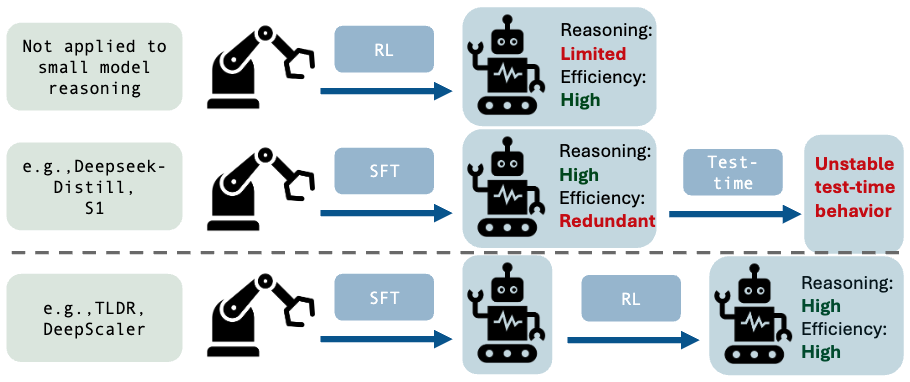 Not applied to
small model
reasoning
RL
Reasoning:
Limited
Efficiency:
High
e.g.,Deepseek-
Distill,
S1
SFT
Reasoning:
High
Efficiency:
Redundant
Test-
time
Unstable
test-time
behavior
e.g.,TLDR,
DeepScaler
SFT
RL
Reasoning:
High
Efficiency:
High